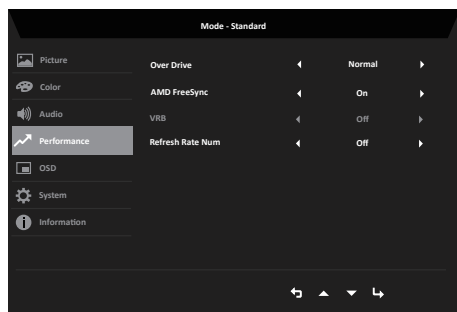 Mode - Standard
Picture
Color
Audio
Performance
OSD
System
Information
Over Drive Normal
AMD FreeSync On
VRB Off
Refresh Rate Num Off